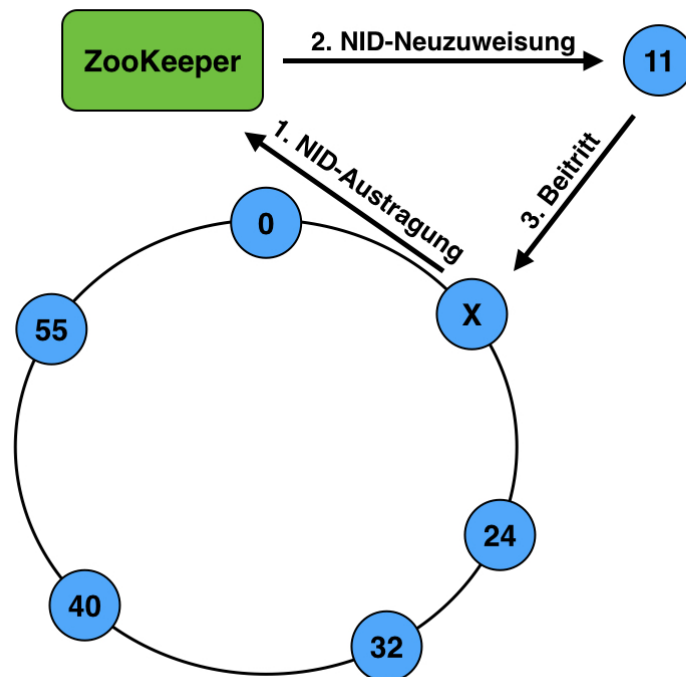 ZooKeeper
2. NID-Neuzuweisung
11
1. NID-Austragung
3. Beitritt
0
X
55
24
40
32